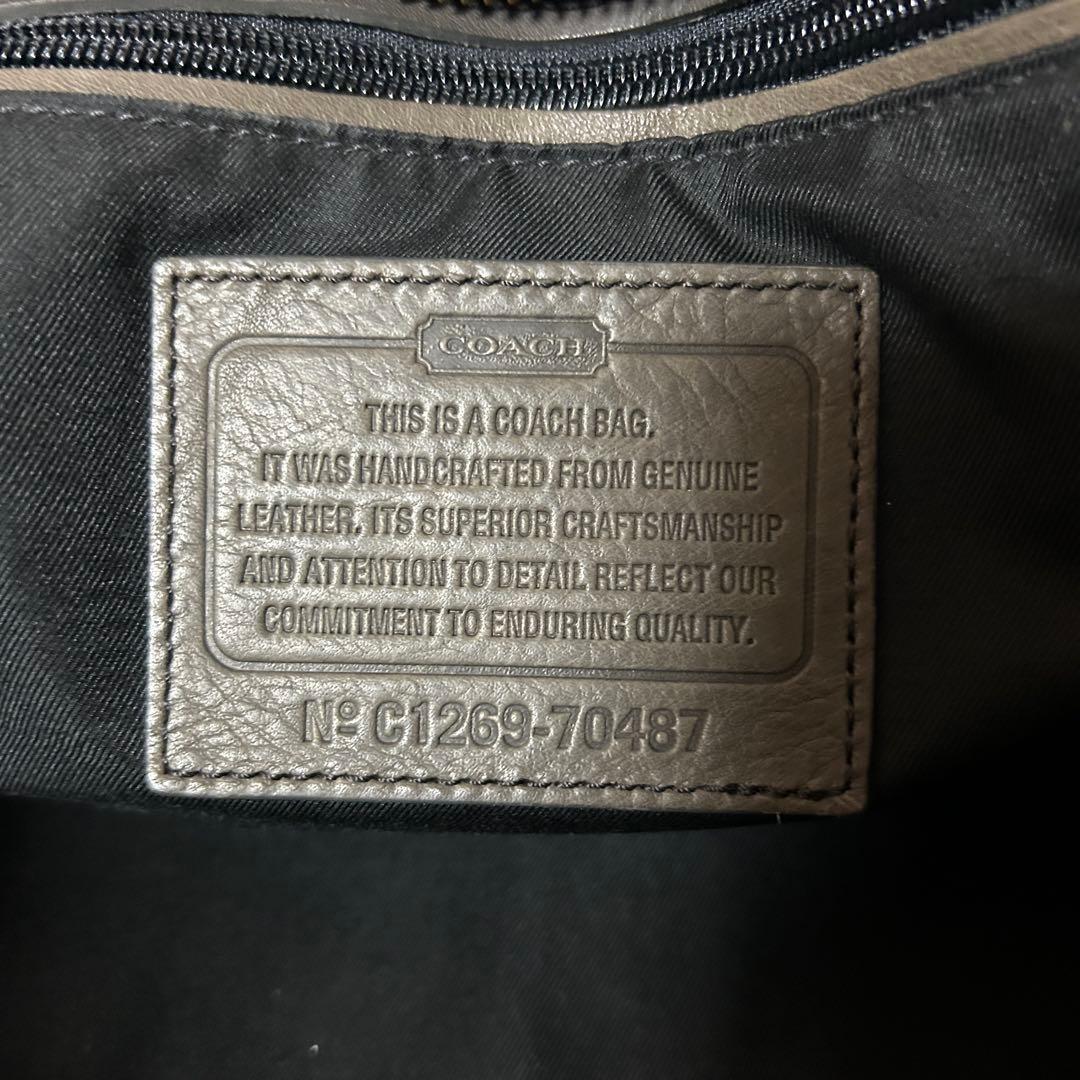 COACH
THIS IS A COACH BAG.
IT WAS HANDCRAFTED FROM GENUINE
LEATHER. ITS SUPERIOR CRAFTSMANSHIP
AND ATTENTION TO DETAIL REFLECT OUR
COMMITMENT TO ENDURING QUALITY.
Nº C1269-70487